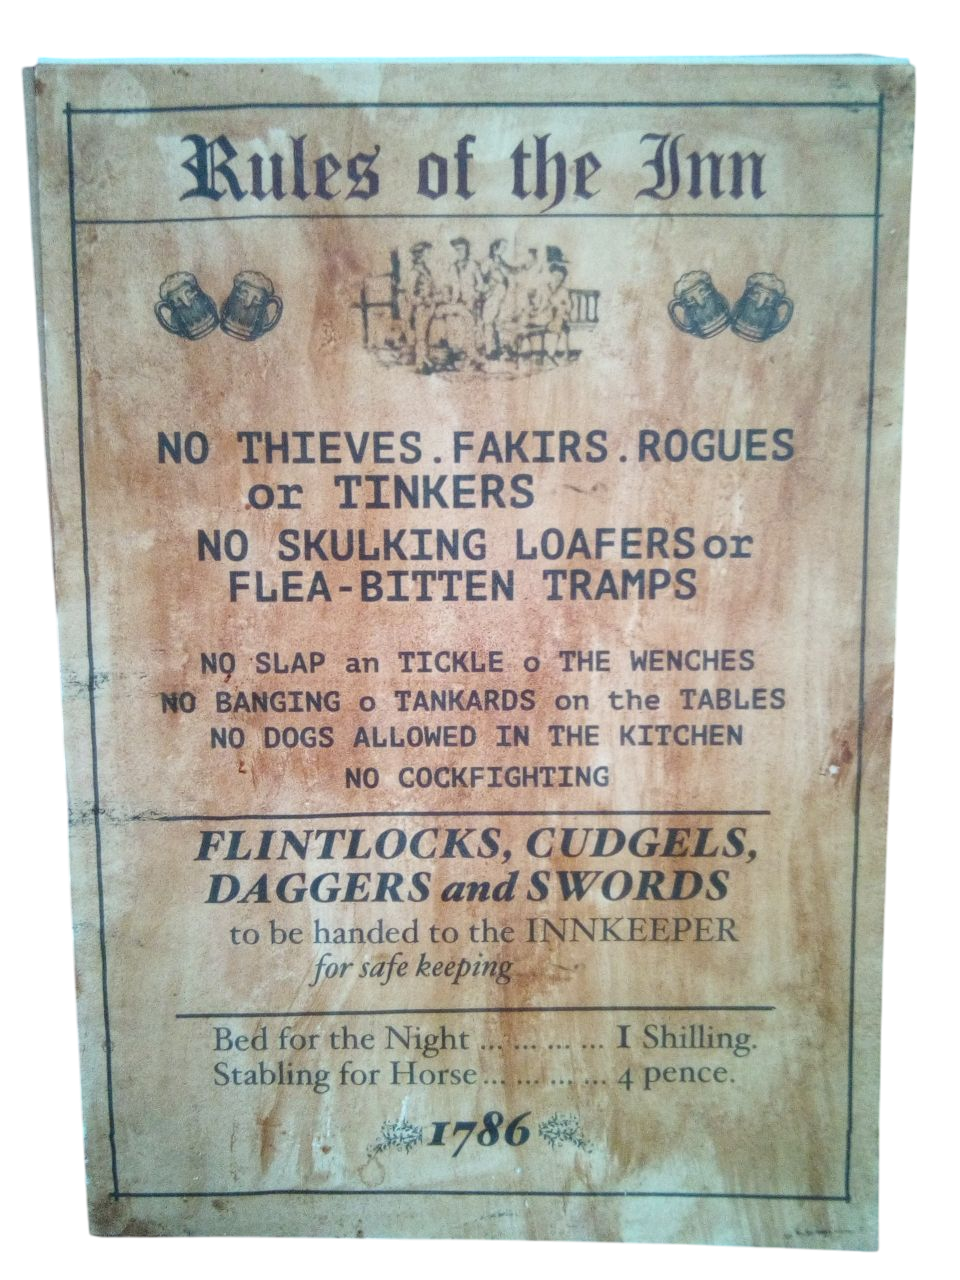 Rules of the Inn
NO THIEVES.FAKIRS.ROGUES
or TINKERS
NO SKULKING LOAFERS or
FLEA-BITTEN TRAMPS
NO SLAP an TICKLE o THE WENCHES
NO BANGING o TANKARDS on the TABLES
NO DOGS ALLOWED IN THE KITCHEN
NO COCKFIGHTING
FLINTLOCKS, CUDGELS,
DAGGERS and SWORDS
to be handed to the INNKEEPER
for safe keeping
Bed for the Night ... ... ... ... 1 Shilling.
Stabling for Horse ... ... ... ... 4 pence.
1786